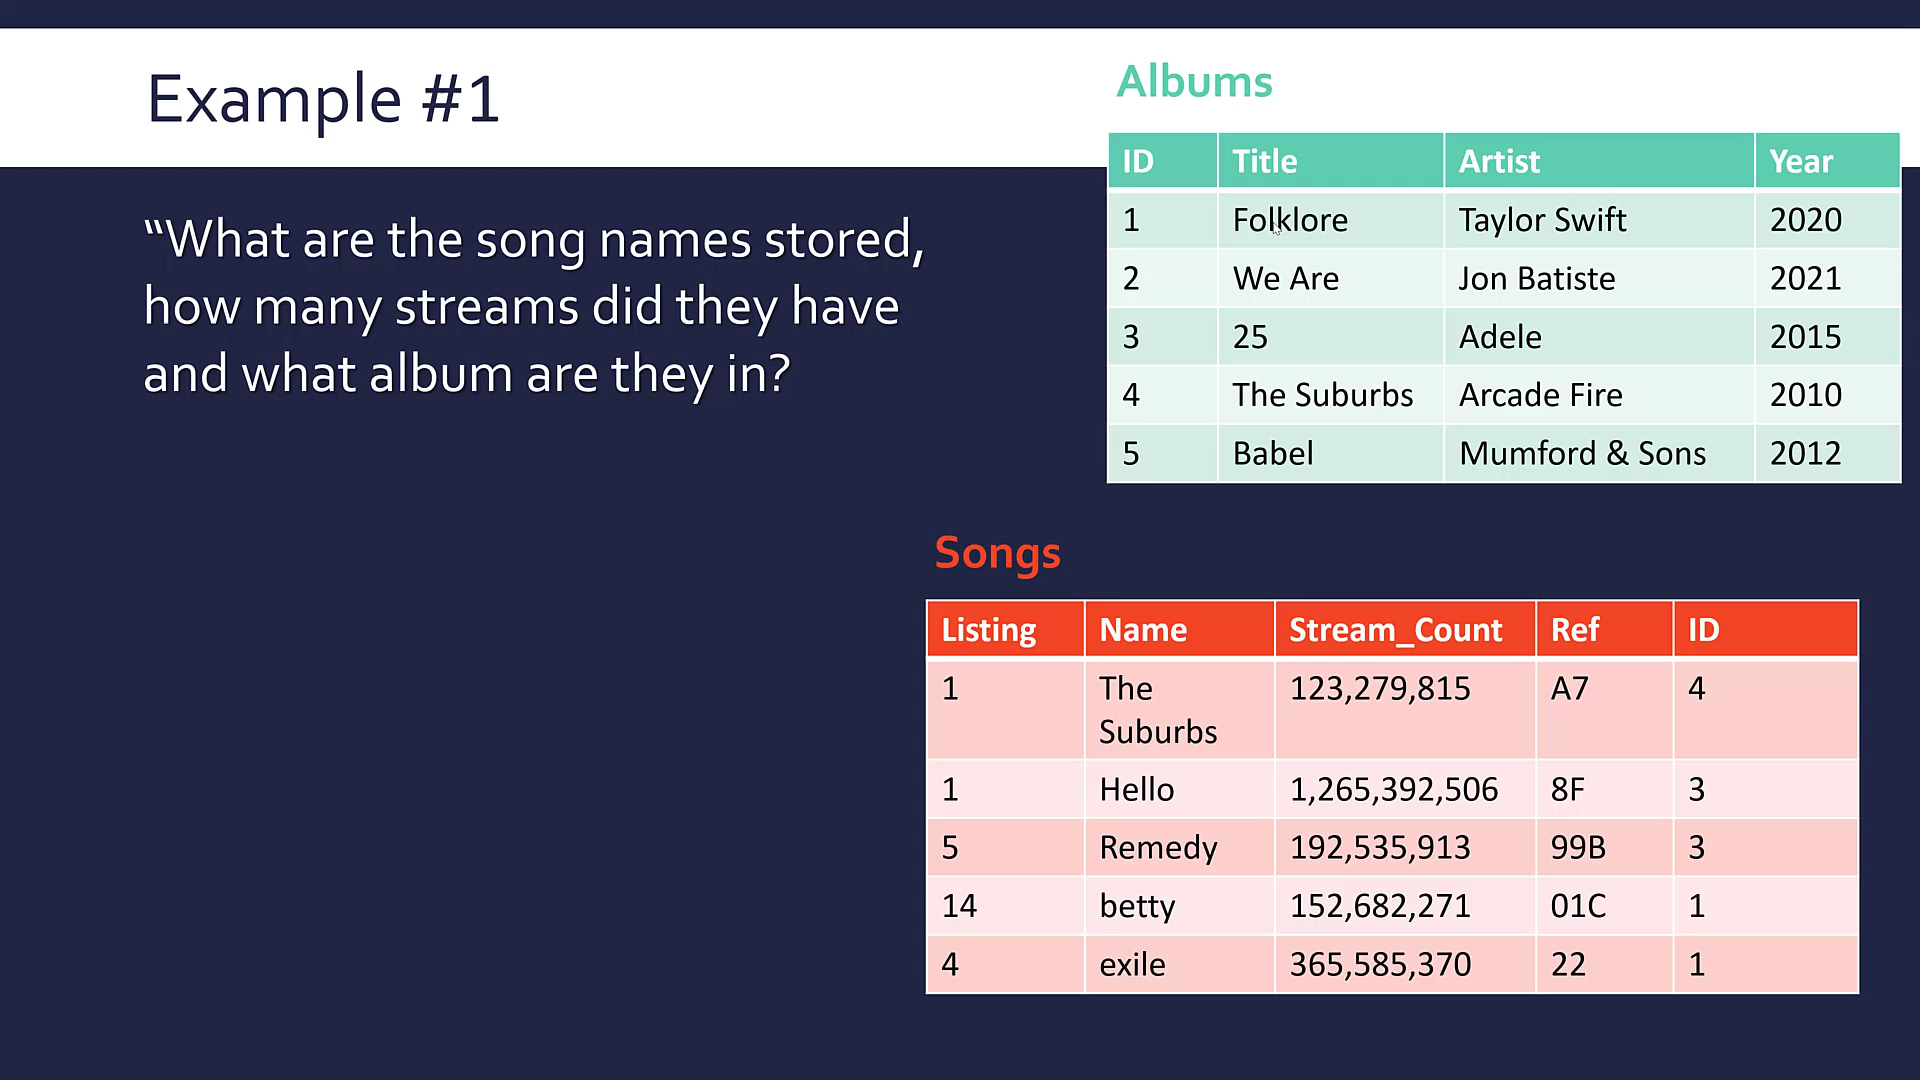 Example #1
“What are the song names stored,
how many streams did they have
and what album are they in?
Albums
ID Title Artist Year
1 Folklore Taylor Swift 2020
2 We Are Jon Batiste 2021
3 25 Adele 2015
4 The Suburbs Arcade Fire 2010
5 Babel Mumford & Sons 2012
Songs
Listing Name Stream_Count Ref ID
1 The 123,279,815 A7 4
Suburbs
1 Hello 1,265,392,506 8F 3
5 Remedy 192,535,913 99B 3
14 betty 152,682,271 01C 1
4 exile 365,585,370 22 1